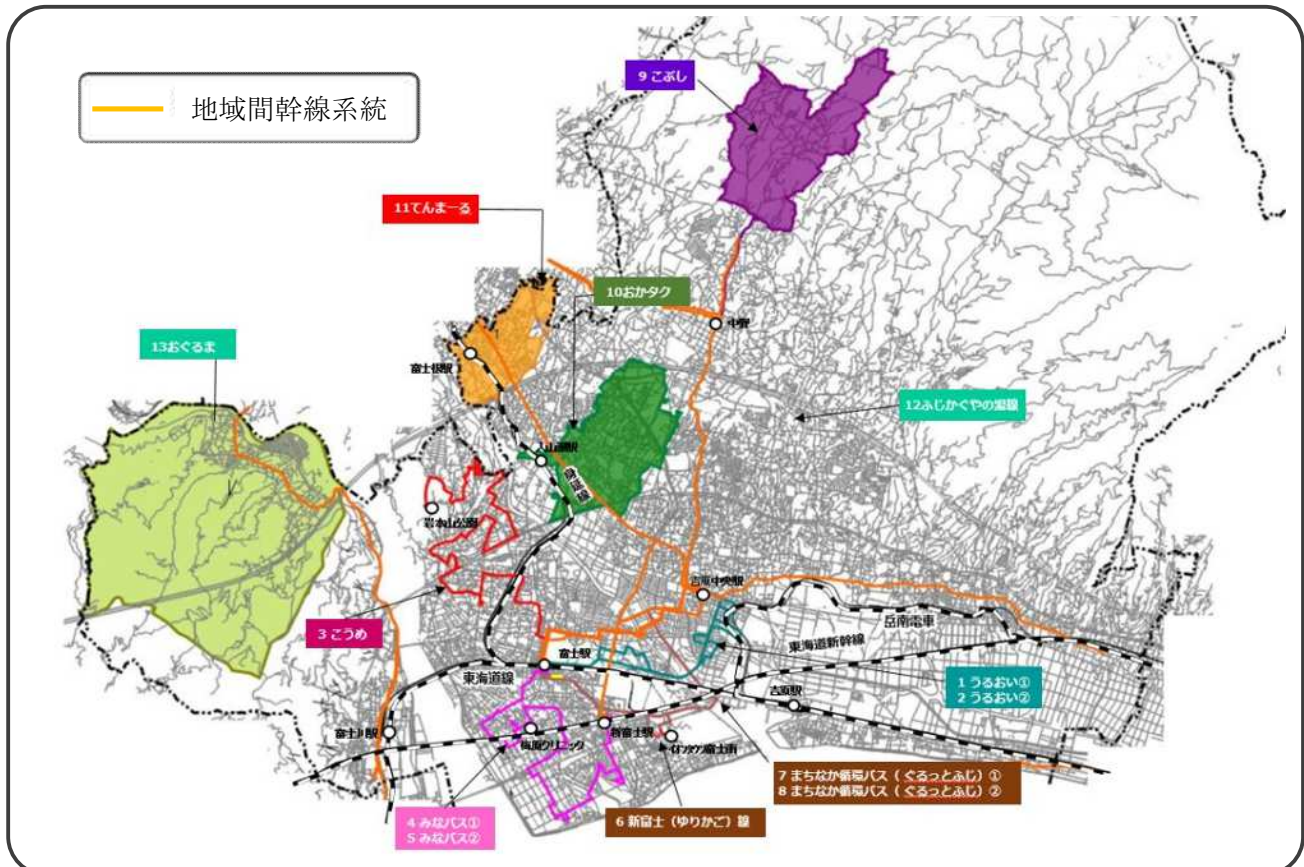 地域間幹線系統
9 こぶし
11てんまーる
10おかタク
中野
13おぐるま
富士根駅
12ふじかぐやの湯線
入山瀬駅
身延線
岩本山公園
吉原中央駅
岳南電車
3 こうめ
東海道新幹線
富士駅
東海道線
1 うるおい①
2 うるおい②
吉原駅
富士川駅
新富士駅
イオンタウン富士南
7 まちなか循環バス（ぐるっとふじ）①
8 まちなか循環バス（ぐるっとふじ）②
4 みなバス①
5 みなバス②
6 新富士（ゆりかご）線